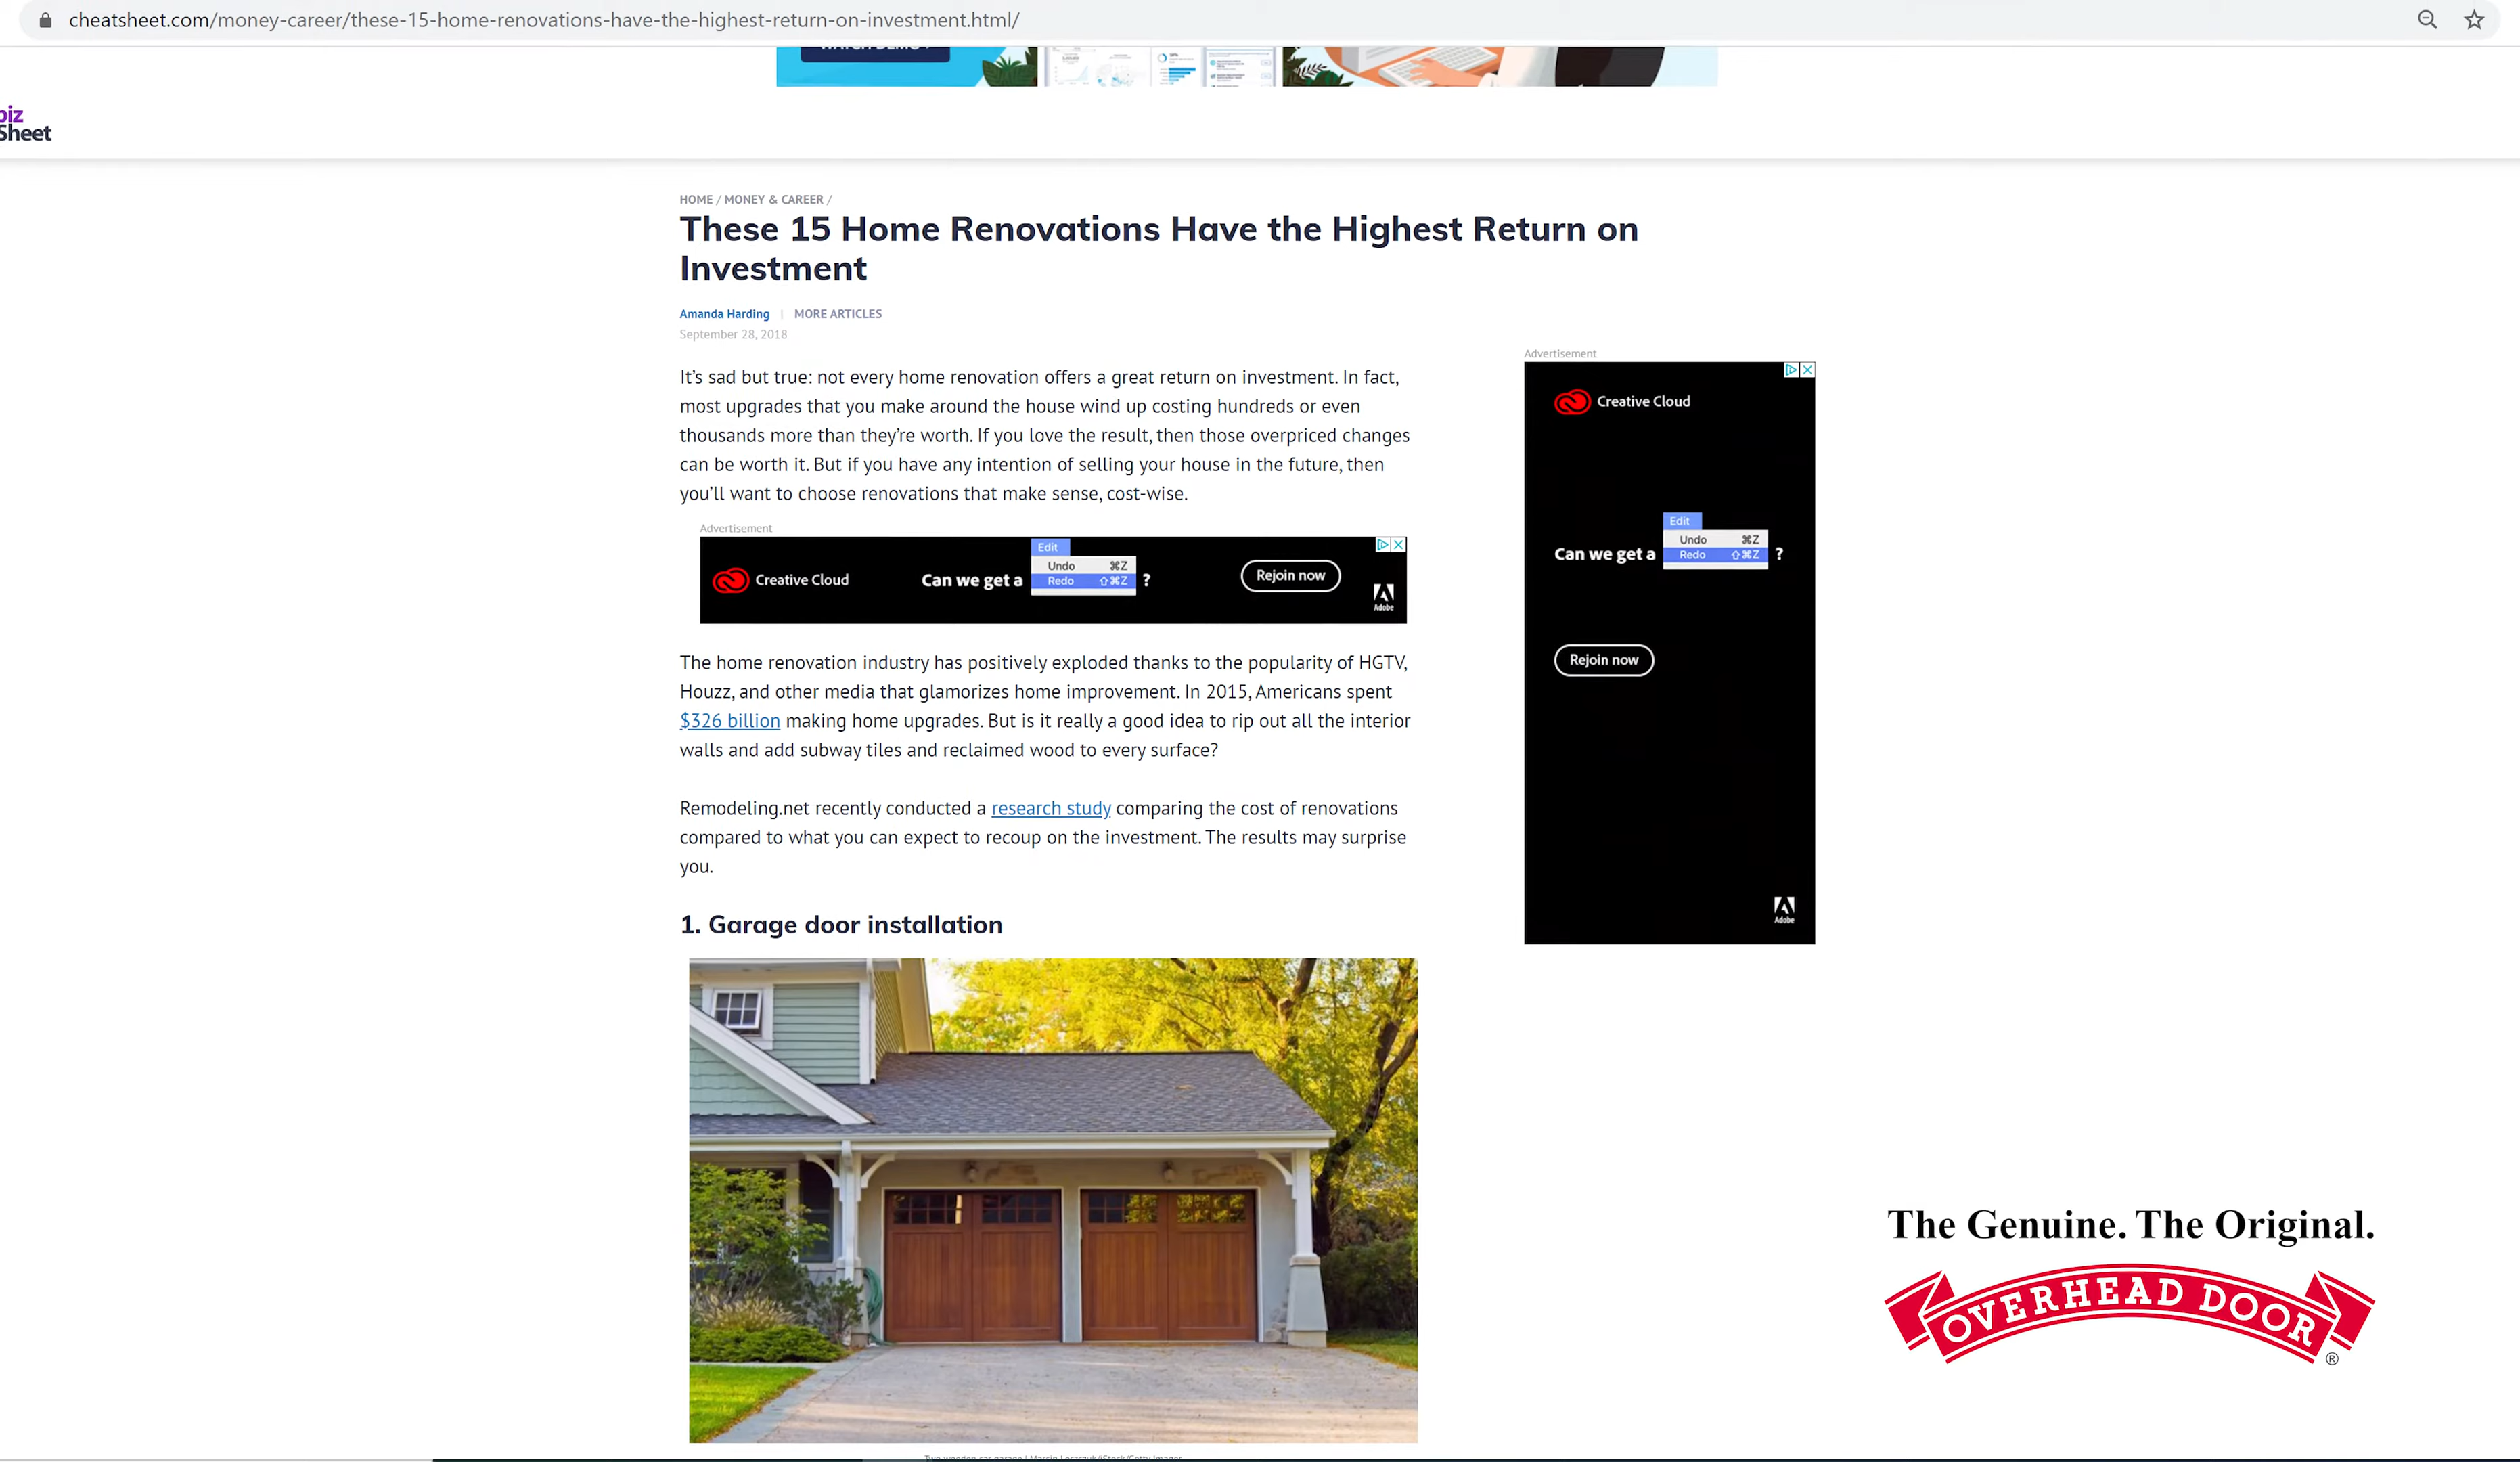 cheatsheet.com/money-career/these-15-home-renovations-have-the-highest-return-on-investment.html/
biz
Sheet
HOME / MONEY & CAREER /
These 15 Home Renovations Have the Highest Return on
Investment
Amanda Harding | MORE ARTICLES
September 28, 2018
It’s sad but true: not every home renovation offers a great return on investment. In fact,
most upgrades that you make around the house wind up costing hundreds or even
thousands more than they’re worth. If you love the result, then those overpriced changes
can be worth it. But if you have any intention of selling your house in the future, then
you’ll want to choose renovations that make sense, cost-wise.
Advertisement
Creative Cloud
Can we get a
Edit
Undo ⌘Z
Redo ⇧⌘Z
?
Rejoin now
Adobe
The home renovation industry has positively exploded thanks to the popularity of HGTV,
Houzz, and other media that glamorizes home improvement. In 2015, Americans spent
$326 billion making home upgrades. But is it really a good idea to rip out all the interior
walls and add subway tiles and reclaimed wood to every surface?
Remodeling.net recently conducted a research study comparing the cost of renovations
compared to what you can expect to recoup on the investment. The results may surprise
you.
1. Garage door installation
Advertisement
Creative Cloud
Can we get a
Edit
Undo ⌘Z
Redo ⇧⌘Z
?
Rejoin now
Adobe
The Genuine. The Original.
OVERHEAD DOOR
®